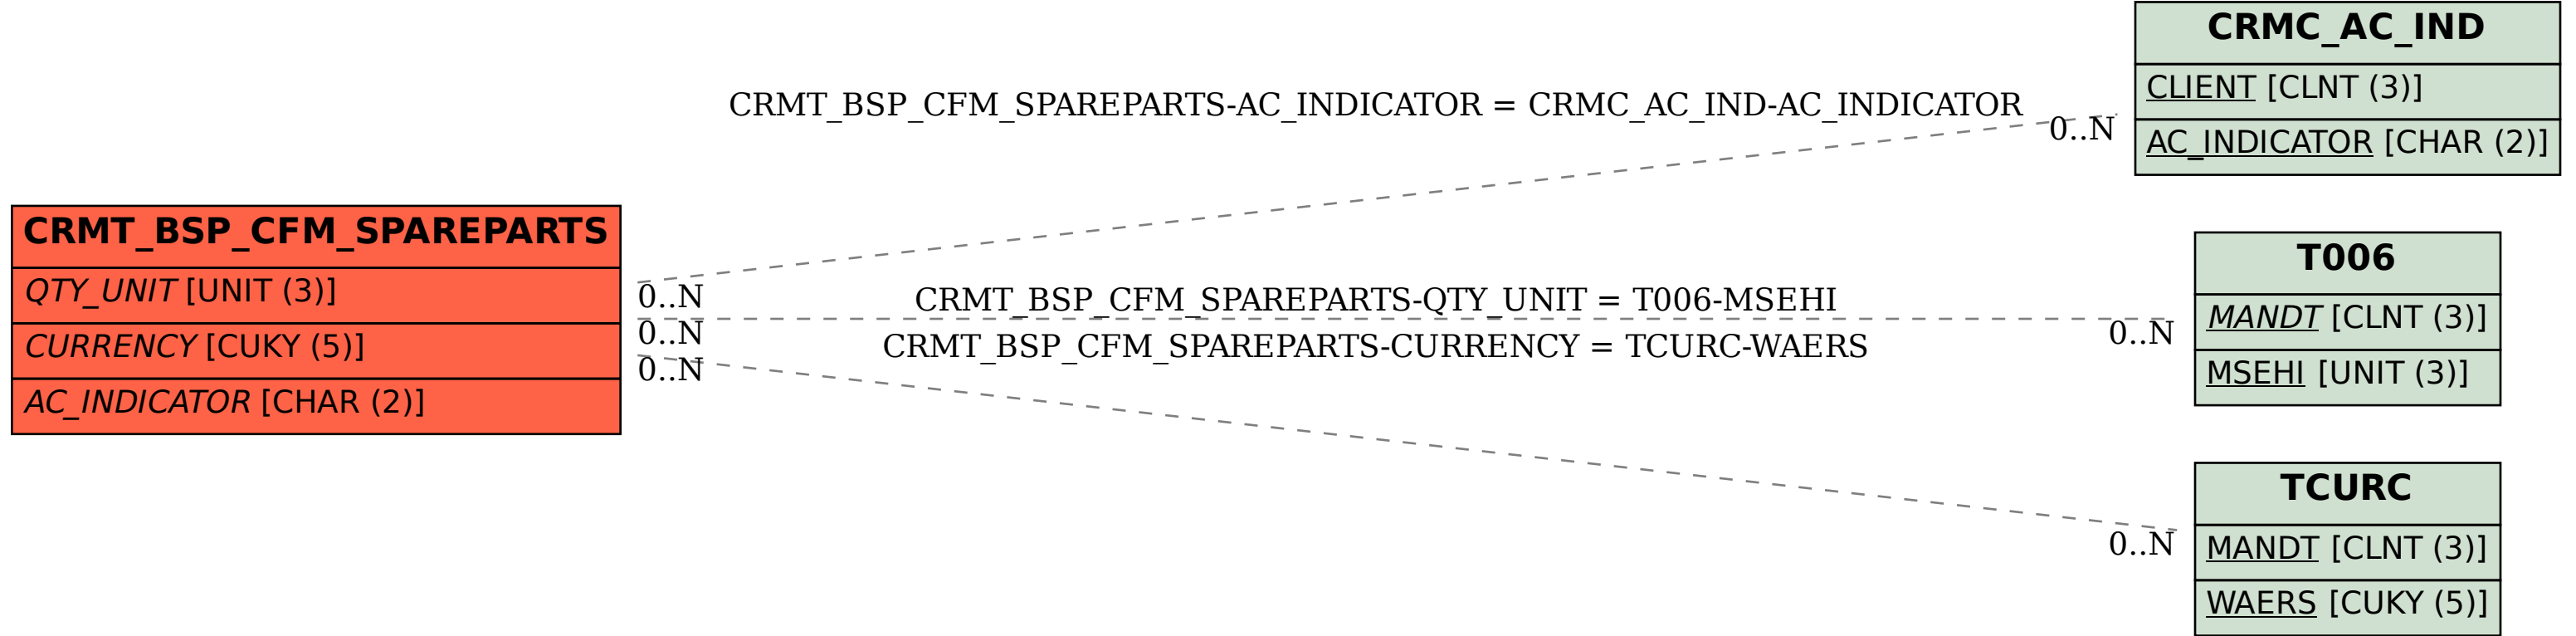 CRMC_AC_IND
CLIENT [CLNT (3)]
AC_INDICATOR [CHAR (2)]
CRMT_BSP_CFM_SPAREPARTS-AC_INDICATOR = CRMC_AC_IND-AC_INDICATOR
0..N
CRMT_BSP_CFM_SPAREPARTS
QTY_UNIT [UNIT (3)]
CURRENCY [CUKY (5)]
AC_INDICATOR [CHAR (2)]
0..N
0..N
0..N
CRMT_BSP_CFM_SPAREPARTS-QTY_UNIT = T006-MSEHI
CRMT_BSP_CFM_SPAREPARTS-CURRENCY = TCURC-WAERS
0..N
T006
MANDT [CLNT (3)]
MSEHI [UNIT (3)]
0..N
TCURC
MANDT [CLNT (3)]
WAERS [CUKY (5)]